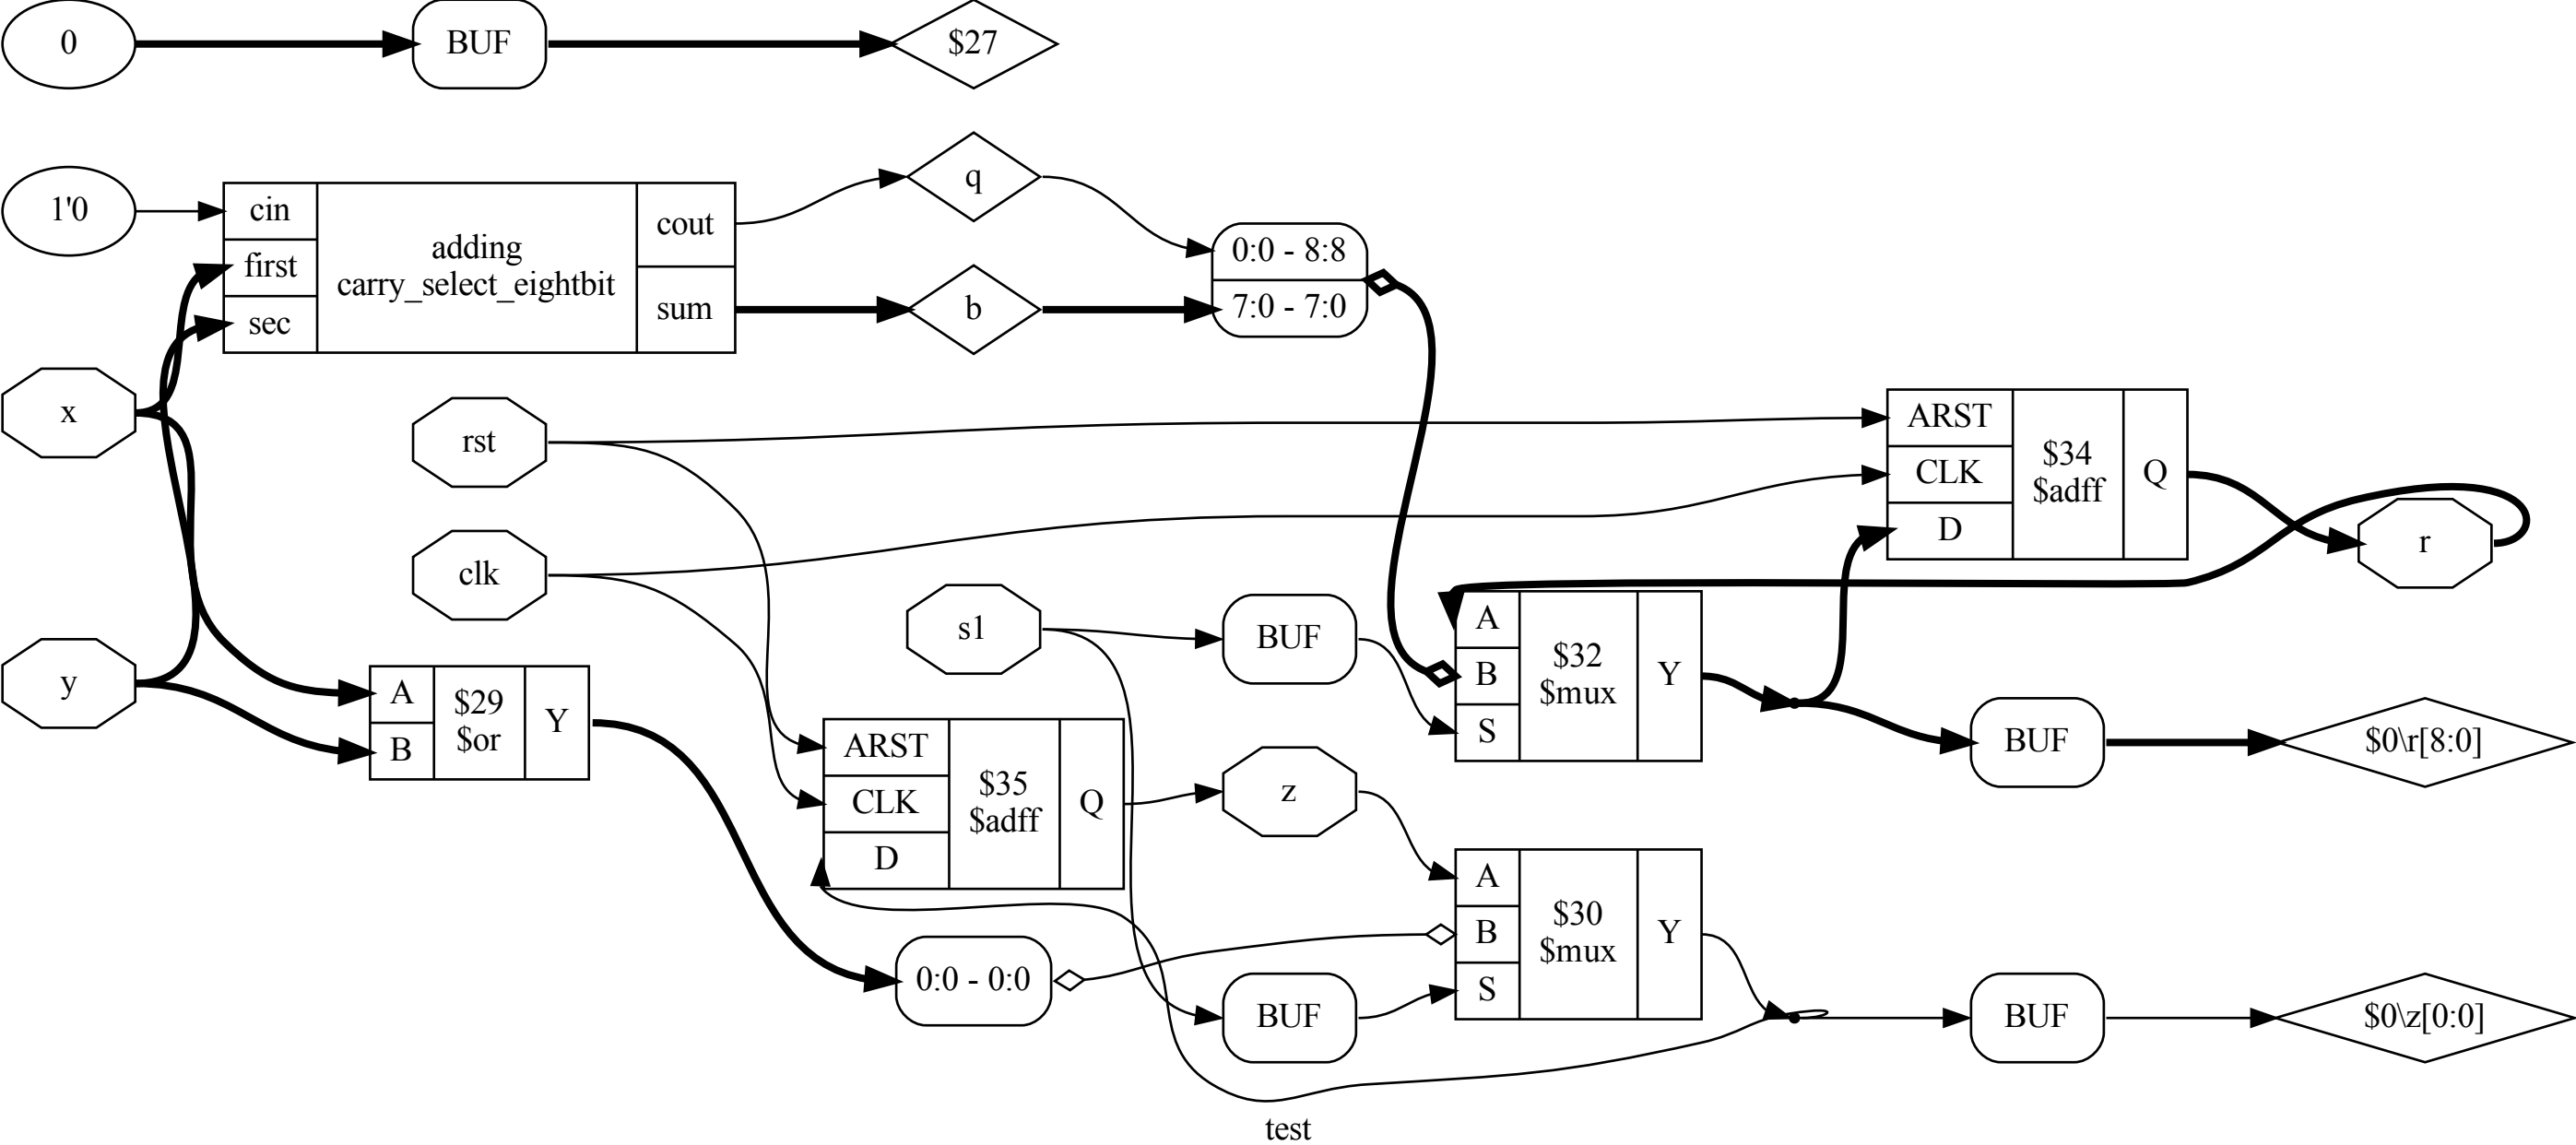 0
BUF
$27
1'0
cin
first
sec
adding
carry_select_eightbit
cout
sum
q
b
0:0 - 8:8
7:0 - 7:0
x
rst
clk
y
A
B
$29
$or
Y
s1
BUF
ARST
CLK
D
$34
$adff
Q
r
A
B
S
$32
$mux
Y
BUF
$0\r[8:0]
ARST
CLK
D
$35
$adff
Q
z
0:0 - 0:0
BUF
A
B
S
$30
$mux
Y
BUF
$0\z[0:0]
test